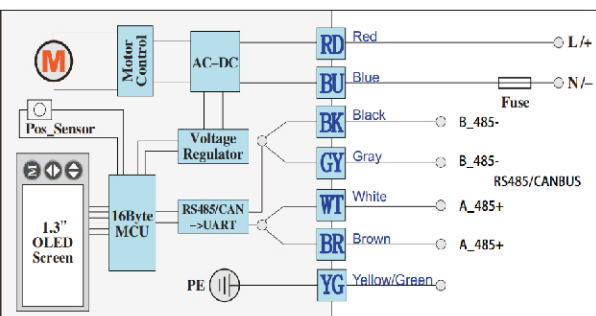 M
Motor
Control
AC-DC
RD
Red
L/+
BU
Blue
N/-
Fuse
Pos_Sensor
Voltage
Regulator
BK
Black
B_485-
GY
Gray
B_485-
RS485/CANBUS
M
1.3”
OLED
Screen
16Byte
MCU
RS485/CAN
->UART
WT
White
A_485+
BR
Brown
A_485+
PE
YG
Yellow/Green